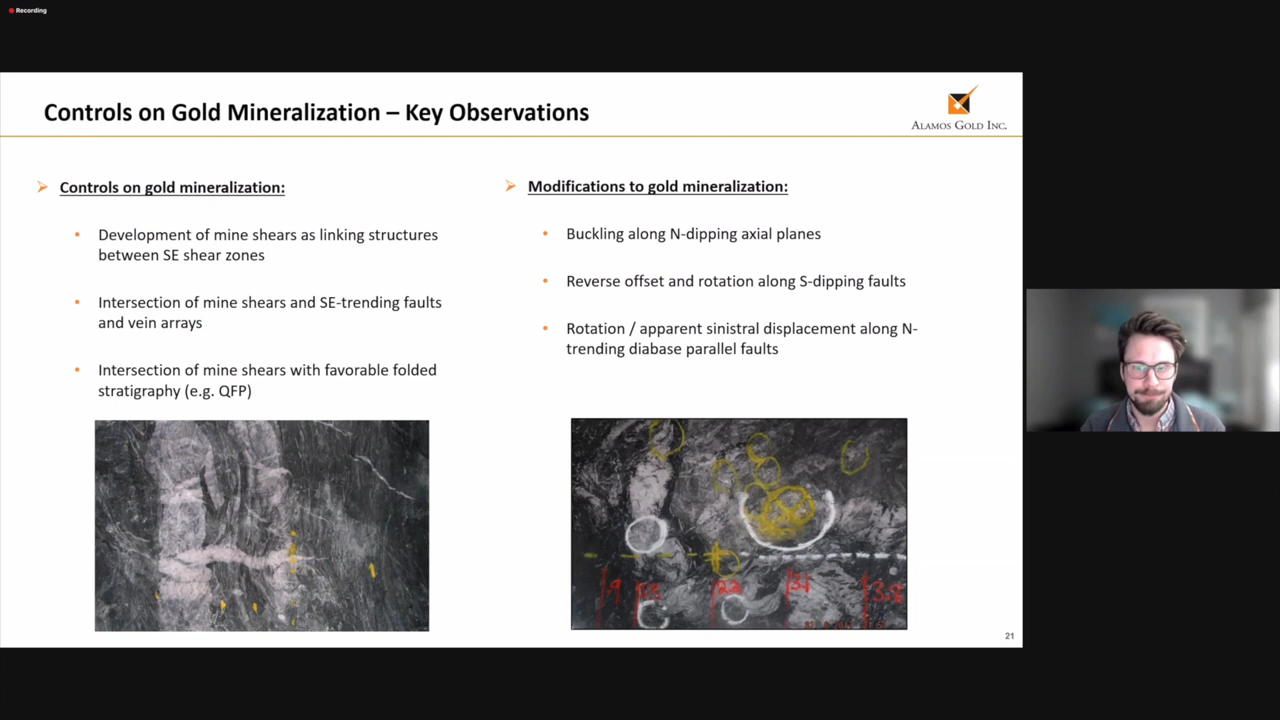 Recording
Controls on Gold Mineralization – Key Observations
ALAMOS GOLD INC.
Controls on gold mineralization:
Development of mine shears as linking structures
between SE shear zones
Intersection of mine shears and SE-trending faults
and vein arrays
Intersection of mine shears with favorable folded
stratigraphy (e.g. QFP)
Modifications to gold mineralization:
Buckling along N-dipping axial planes
Reverse offset and rotation along S-dipping faults
Rotation / apparent sinistral displacement along N-
trending diabase parallel faults
21